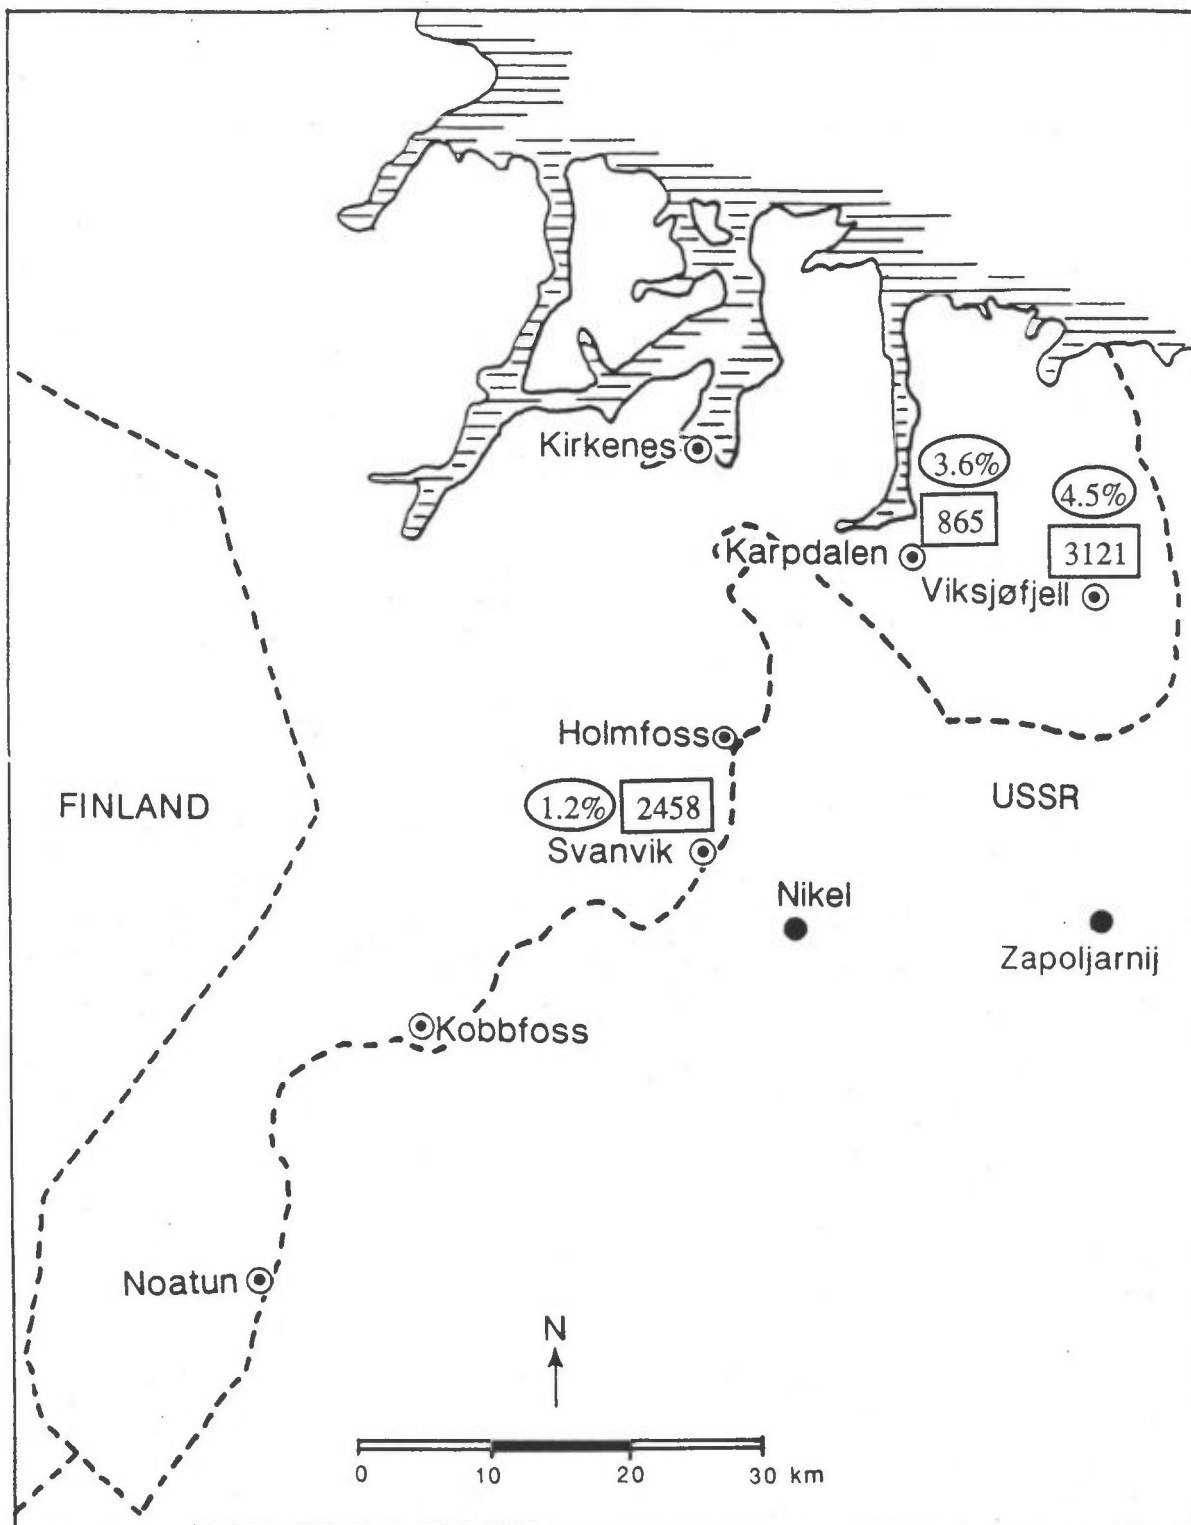 Kirkenes
3.6%
4.5%
865
3121
Karpdalen
Viksjøfjell
Holmfoss
FINLAND
1.2% 2458
USSR
Svanvik
Nikel
Zapoljarnij
Kobbfoss
Noatun
N
0 10 20 30 km